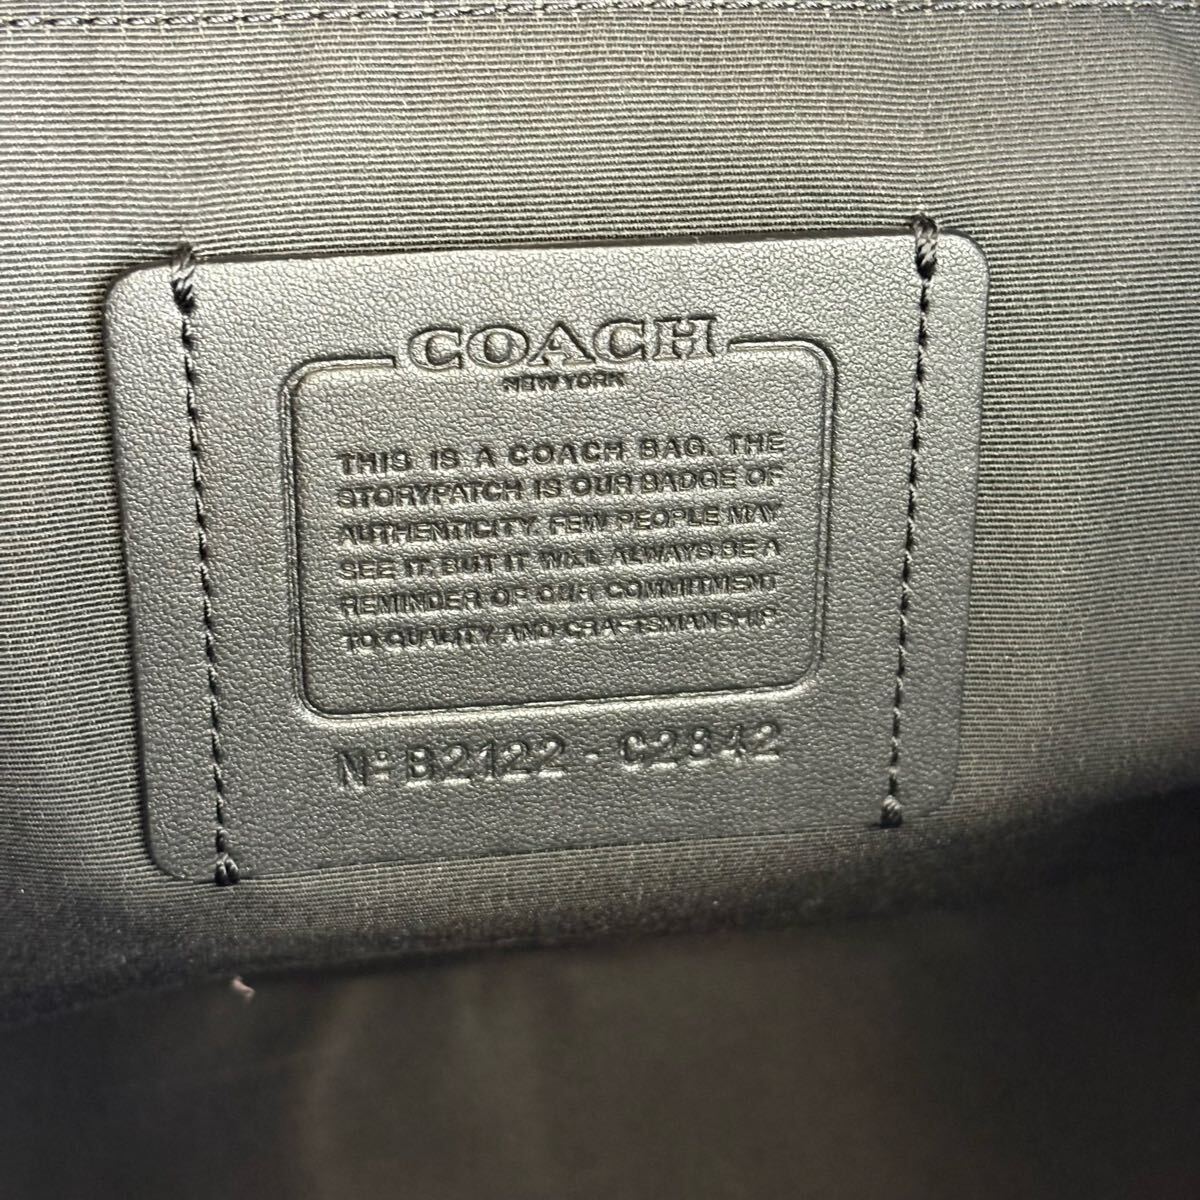 COACH
NEW YORK
THIS IS A COACH BAG. THE
STORYPATCH IS OUR BADGE OF
AUTHENTICITY. FEW PEOPLE MAY
SEE IT, BUT IT WILL ALWAYS BE A
REMINDER OF OUR COMMITMENT
TO QUALITY AND CRAFTSMANSHIP.
Nº B2122 - C2842